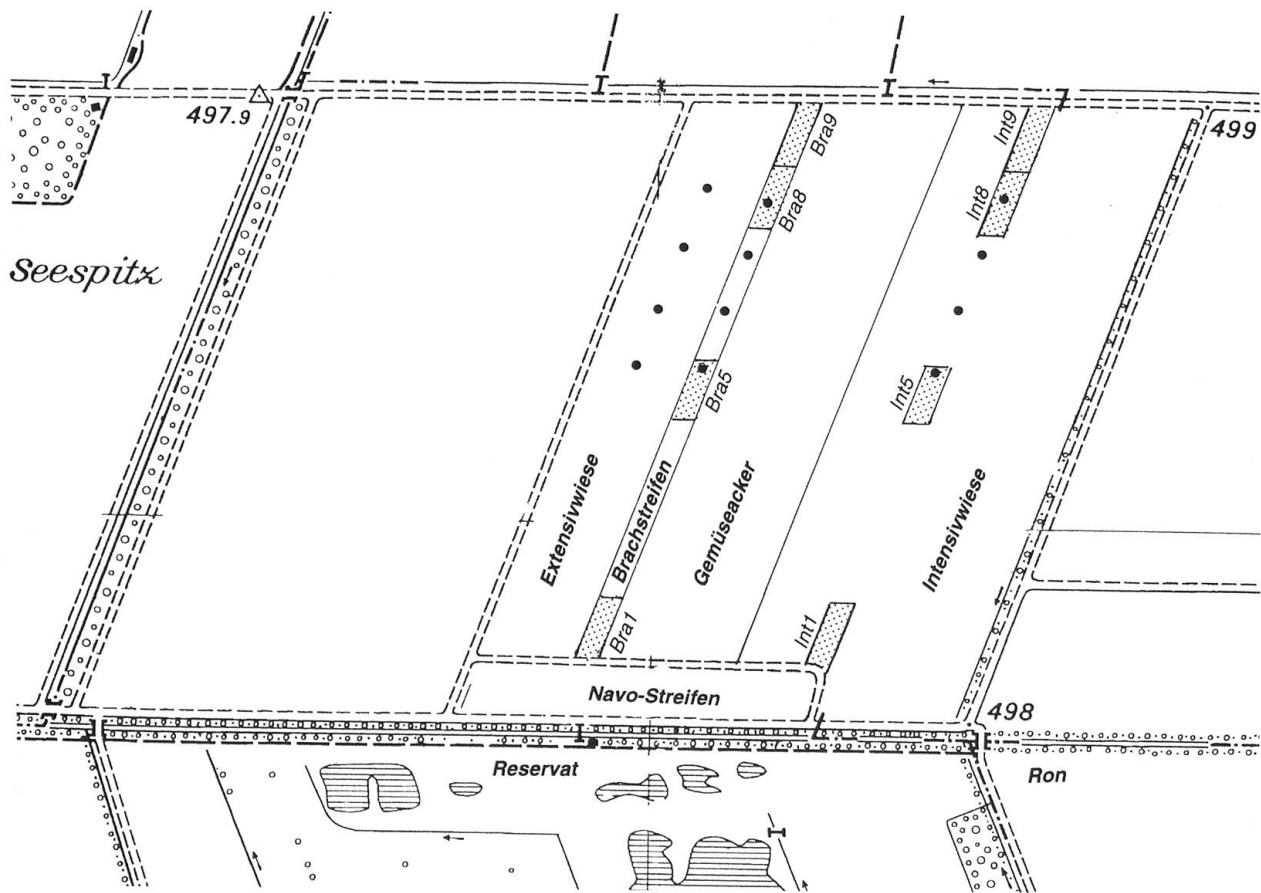 497.9
499
Seespitz
Bra9
Bra8
Bra5
Bra1
Int9
Int8
Int5
Int1
Extensivwiese
Brachstreifen
Gemüseacker
Intensivwiese
Navo-Streifen
498
Reservat
Ron